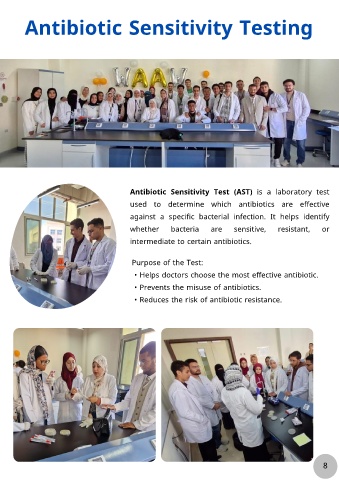 Antibiotic Sensitivity Testing
WAAW
Antibiotic Sensitivity Test (AST) is a laboratory test
used to determine which antibiotics are effective
against a specific bacterial infection. It helps identify
whether bacteria are sensitive, resistant, or
intermediate to certain antibiotics.
Purpose of the Test:
• Helps doctors choose the most effective antibiotic.
• Prevents the misuse of antibiotics.
• Reduces the risk of antibiotic resistance.
8